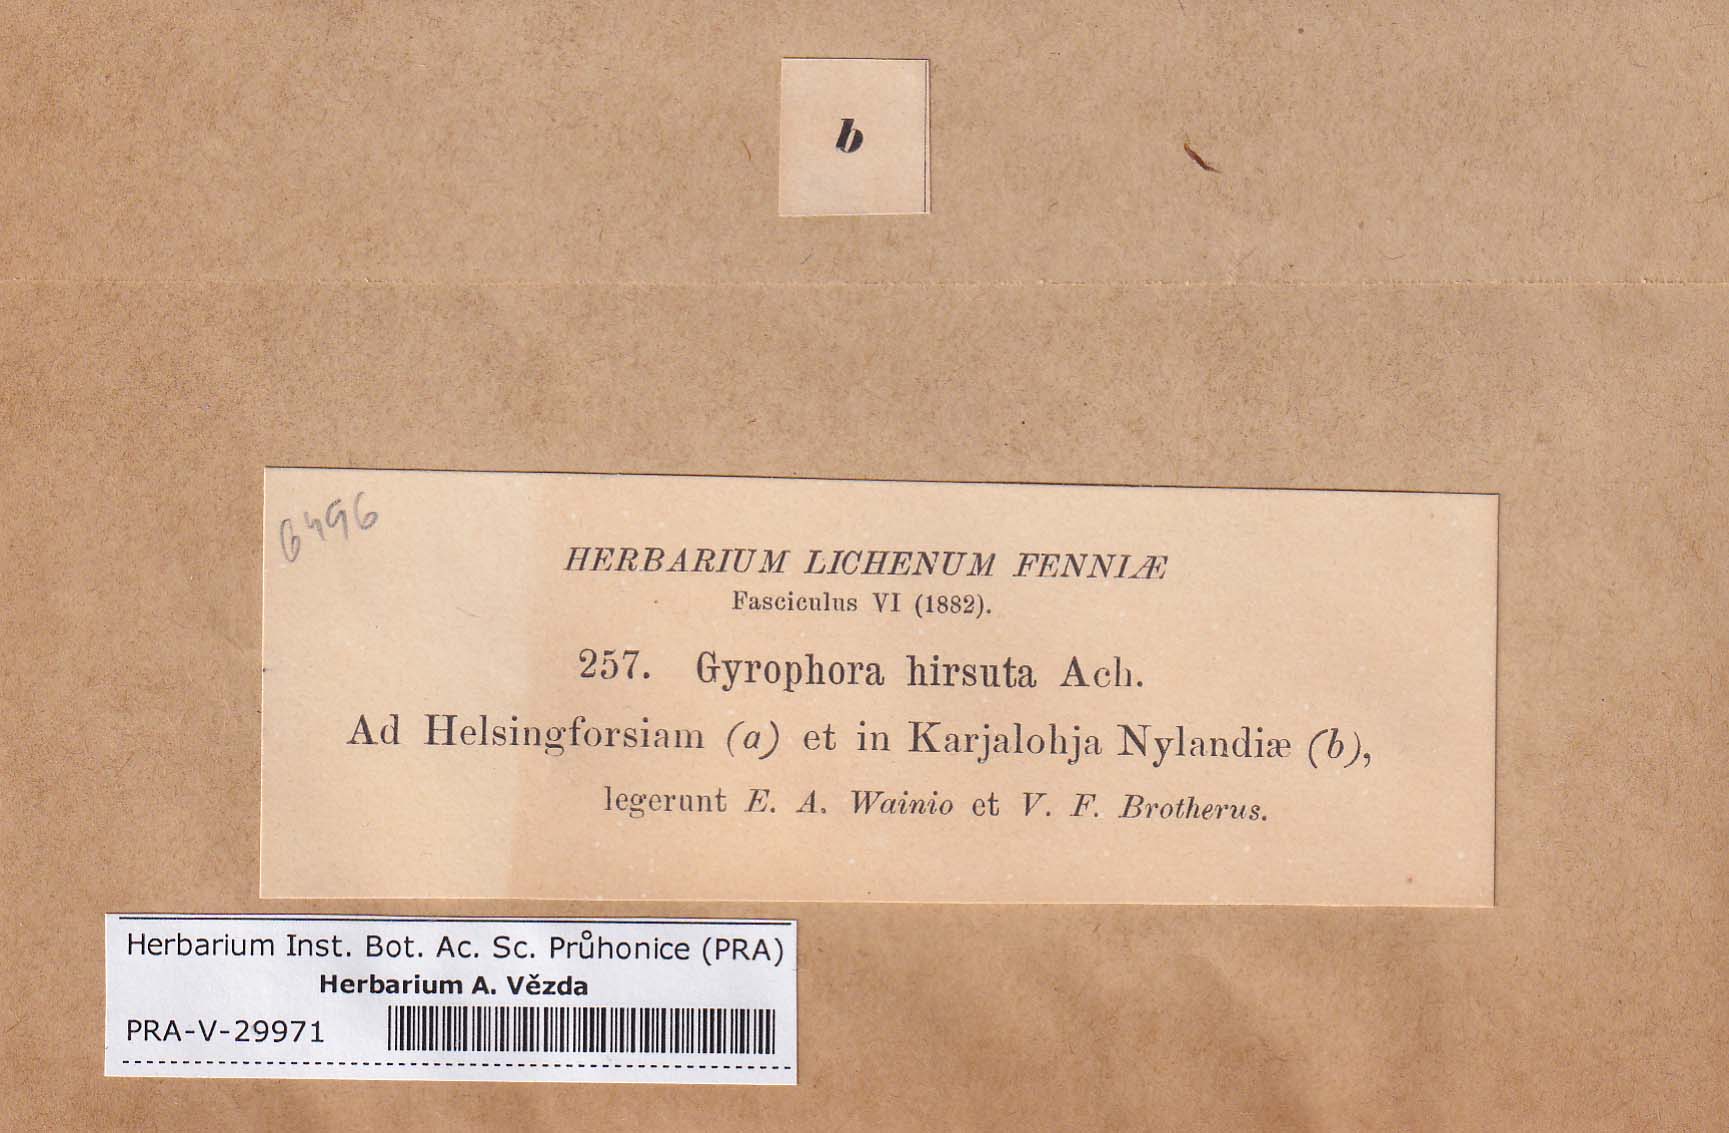 b
6496
HERBARIUM LICHENUM FENNIÆ
Fasciculus VI (1882).
257. Gyrophora hirsuta Ach.
Ad Helsingforsiam (a) et in Karjalohja Nylandiæ (b),
legerunt E. A. Wainio et V. F. Brotherus.
Herbarium Inst. Bot. Ac. Sc. Průhonice (PRA)
Herbarium A. Vězda
PRA-V-29971